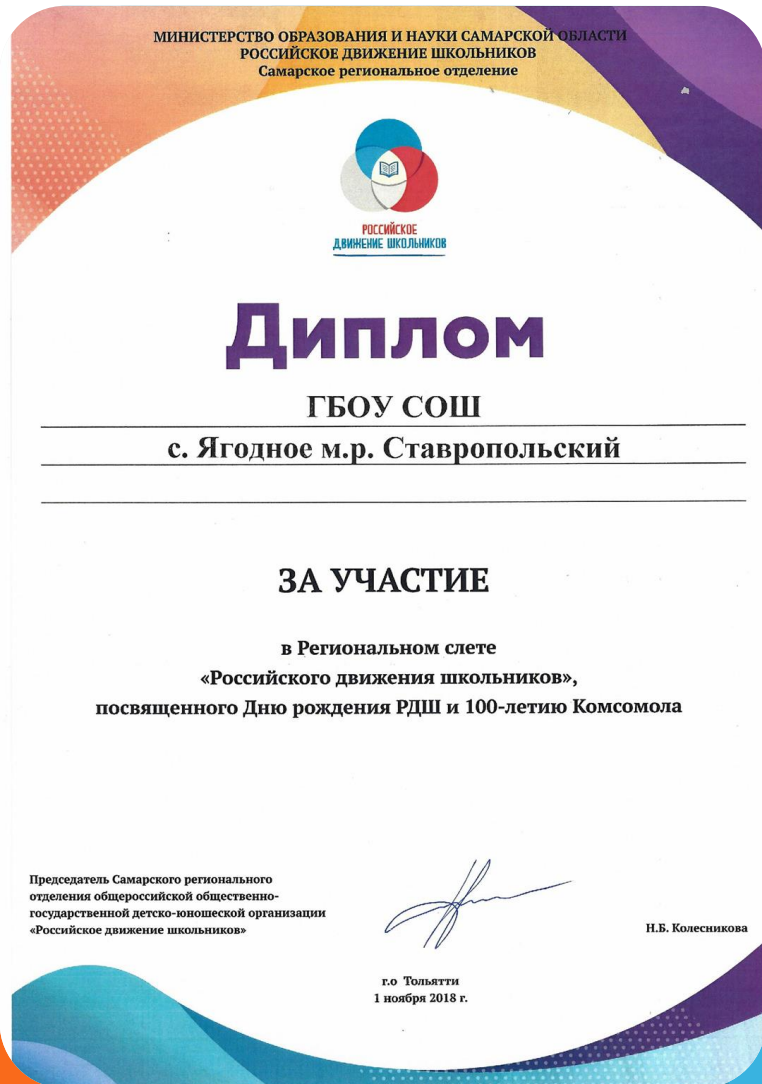 МИНИСТЕРСТВО ОБРАЗОВАНИЯ И НАУКИ САМАРСКОЙ ОБЛАСТИ
РОССИЙСКОЕ ДВИЖЕНИЕ ШКОЛЬНИКОВ
Самарское региональное отделение
РОССИЙСКОЕ
ДВИЖЕНИЕ ШКОЛЬНИКОВ
Диплом
ГБОУ СОШ
с. Ягодное м.р. Ставропольский
ЗА УЧАСТИЕ
в Региональном слете
«Российского движения школьников»,
посвященного Дню рождения РДШ и 100-летию Комсомола
Председатель Самарского регионального
отделения общероссийской общественно-
государственной детско-юношеской организации
«Российское движение школьников»
Н.Б. Колесникова
г.о Тольятти
1 ноября 2018 г.